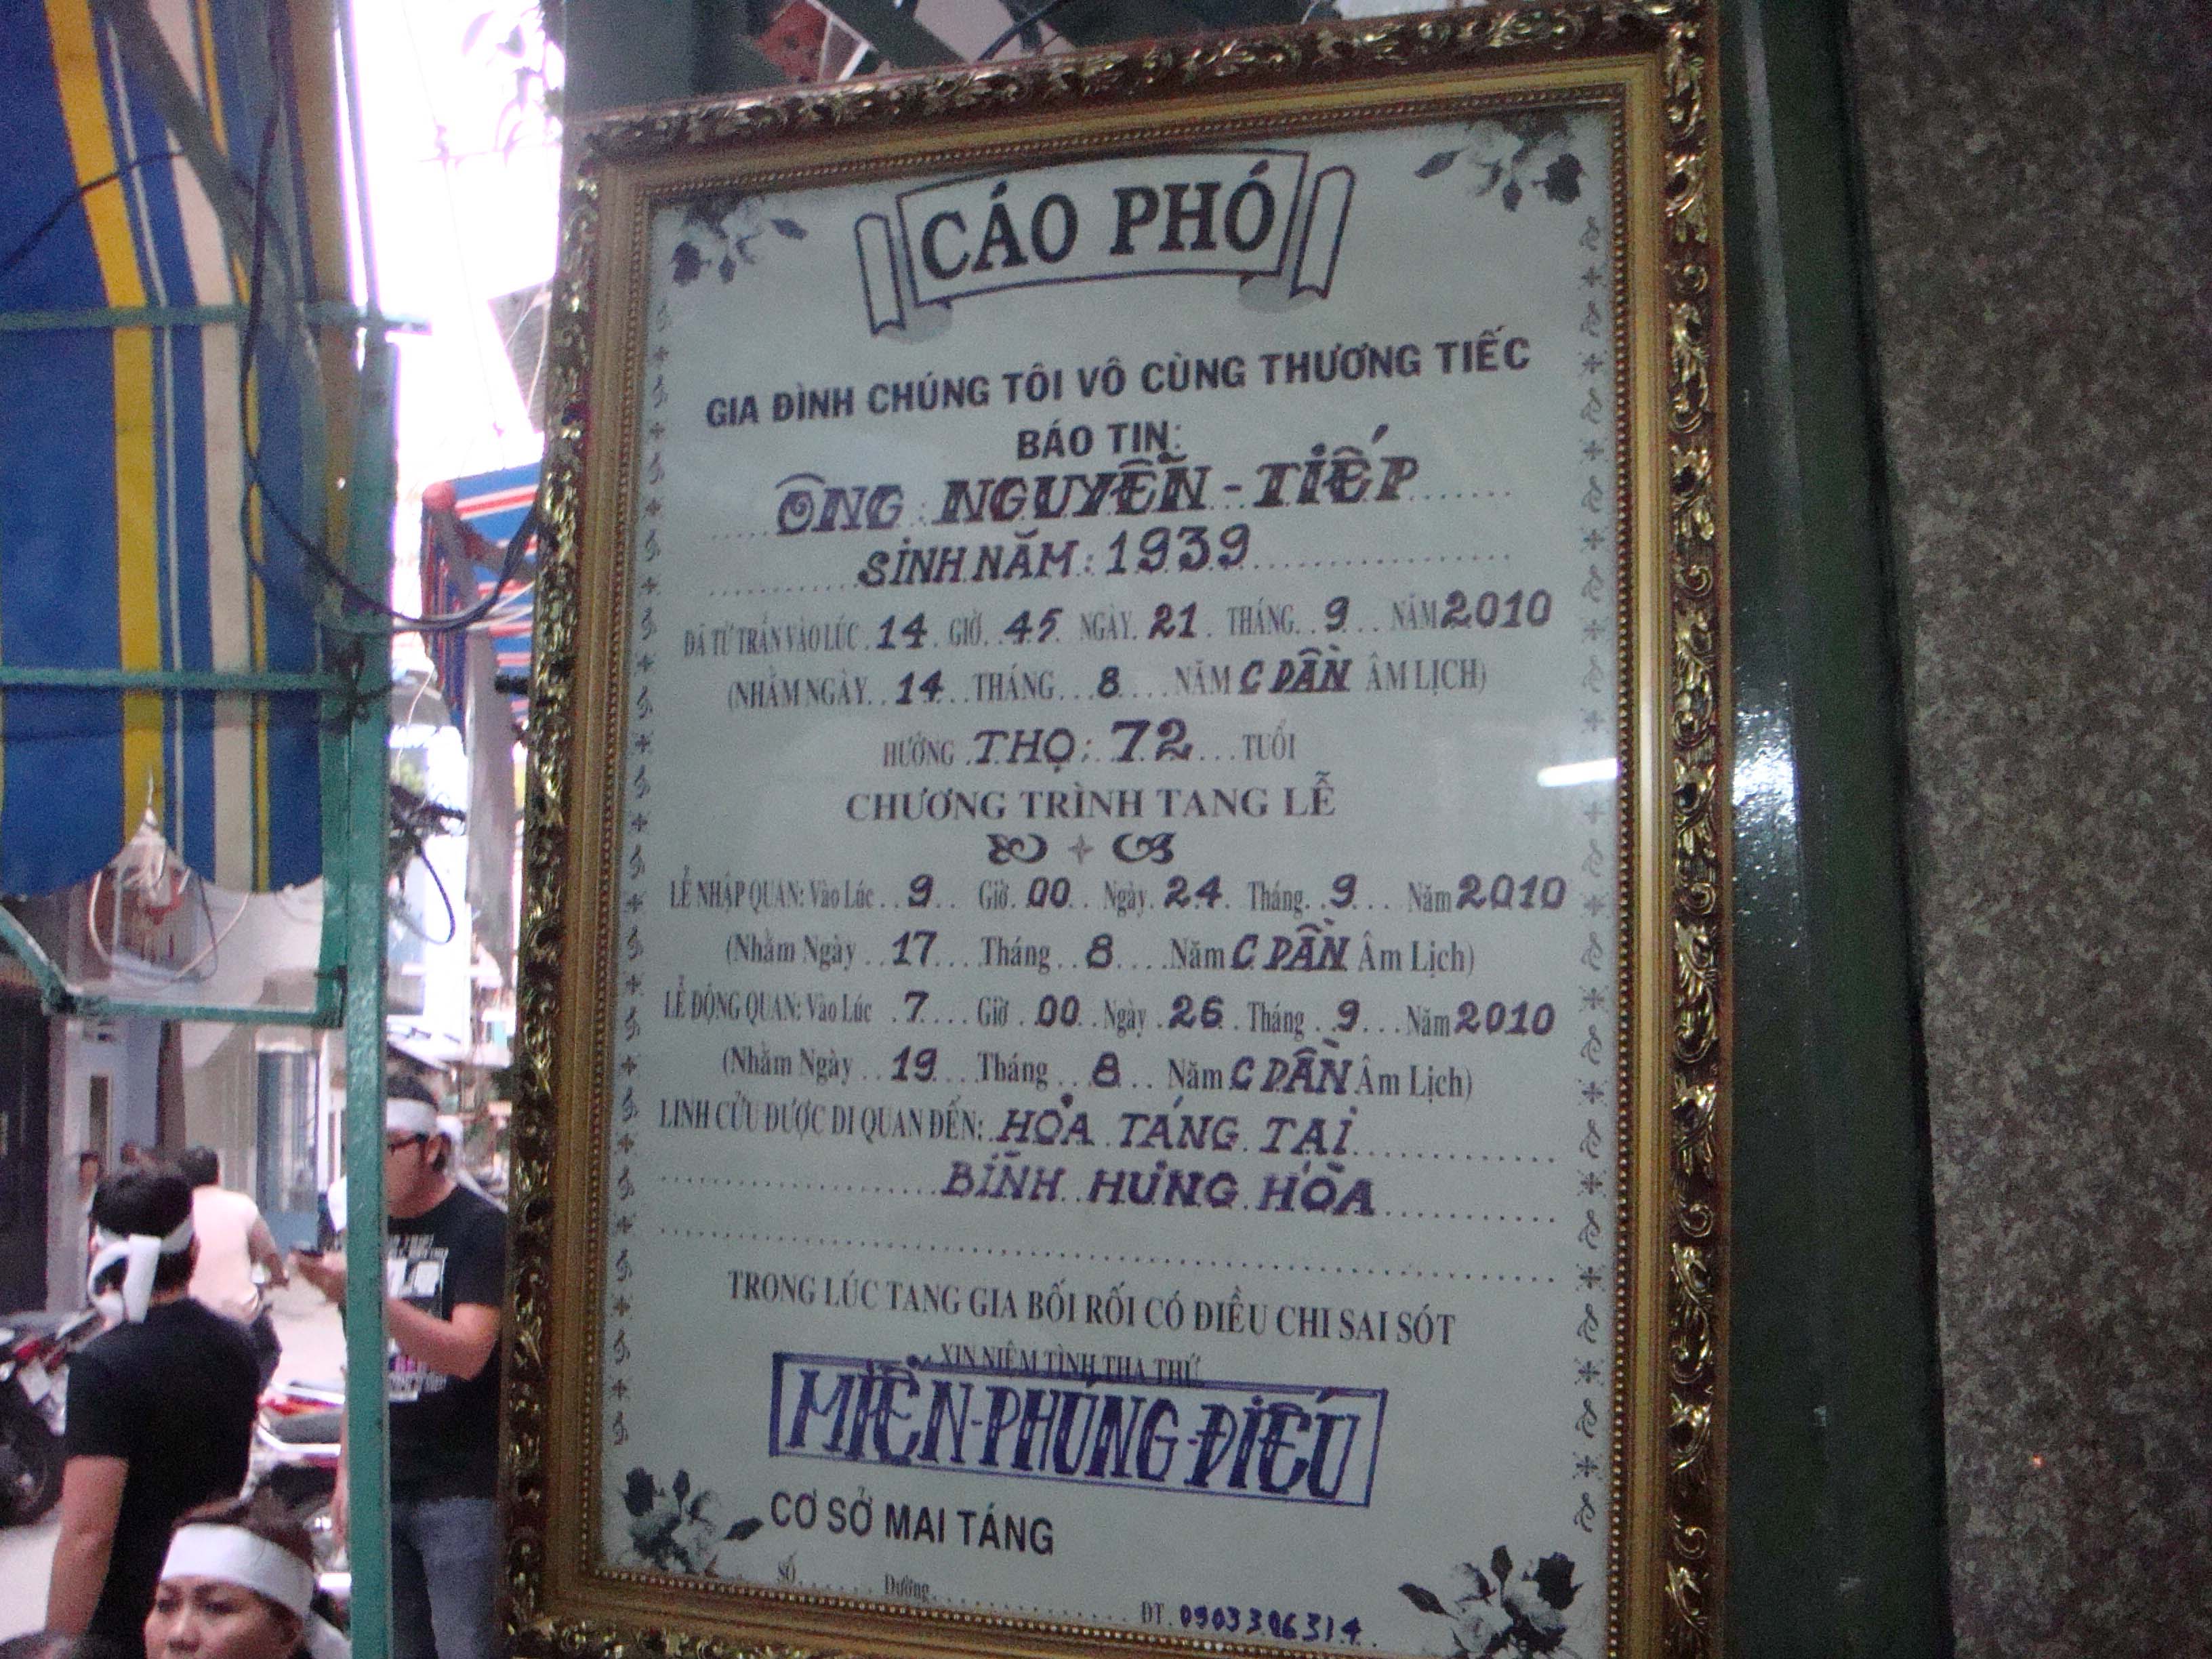 CÁO PHÓ
GIA ĐÌNH CHÚNG TÔI VÔ CÙNG THƯƠNG TIẾC
BÁO TIN:
ÔNG: NGUYỄN-TIẾP
SINH NĂM: 1939
ĐÃ TỪ TRẦN VÀO LÚC 14 GIỜ 45 NGÀY 21 THÁNG 9 NĂM 2010
(NHẰM NGÀY 14 THÁNG 8 NĂM C DẦN ÂM LỊCH)
HƯỞNG THỌ: 72 TUỔI
CHƯƠNG TRÌNH TANG LỄ
LỄ NHẬP QUAN: Vào Lúc 9 Giờ 00 Ngày 24 Tháng 9 Năm 2010
(Nhằm Ngày 17 Tháng 8 Năm C DẦN Âm Lịch)
LỄ ĐỘNG QUAN: Vào Lúc 7 Giờ 00 Ngày 26 Tháng 9 Năm 2010
(Nhằm Ngày 19 Tháng 8 Năm C DẦN Âm Lịch)
LINH CỬU ĐƯỢC DI QUAN ĐẾN: HỎA TÁNG TẠI
BÌNH HƯNG HÒA
TRONG LÚC TANG GIA BỐI RỐI CÓ ĐIỀU CHI SAI SÓT
XIN NIỆM TÌNH THA THỨ
MIỄN-PHÚNG-ĐIẾU
CƠ SỞ MAI TÁNG
SỐ Đường ĐT. 0903306314